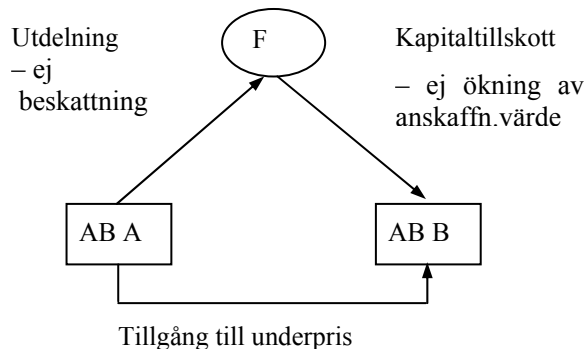 Utdelning
– ej
beskattning
F
Kapitaltillskott
– ej ökning av
anskaffn.värde
AB A
AB B
Tillgång till underpris